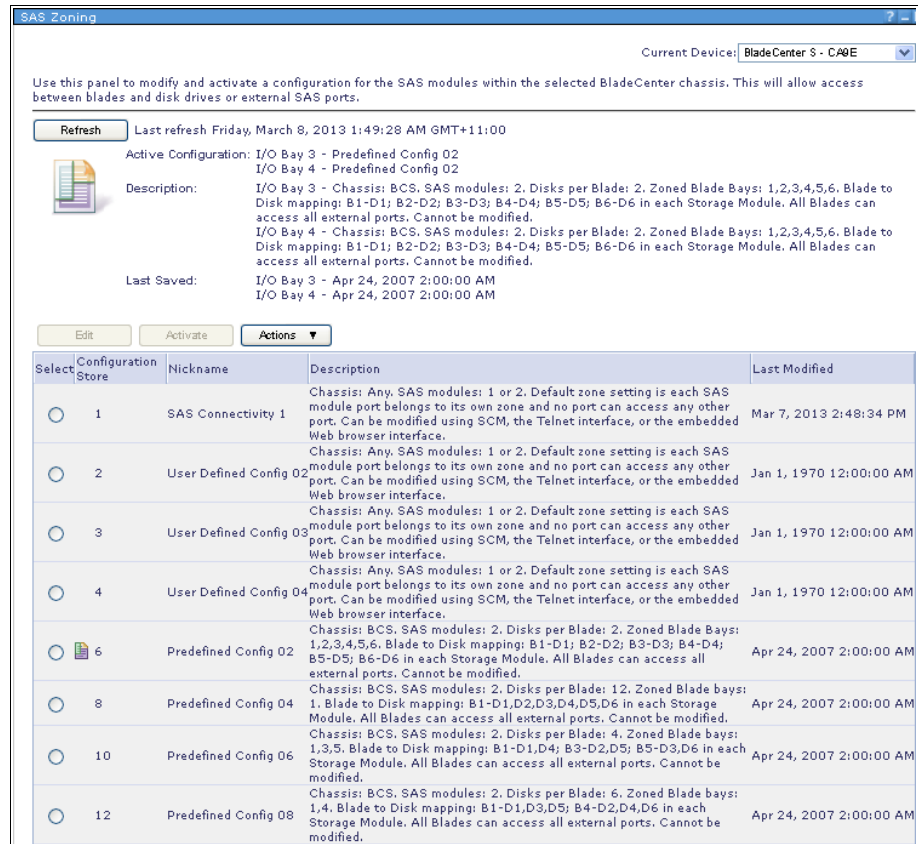 SAS Zoning
? –
Current Device: BladeCenter S - CA9E
Use this panel to modify and activate a configuration for the SAS modules within the selected BladeCenter chassis. This will allow access
between blades and disk drives or external SAS ports.
Refresh Last refresh Friday, March 8, 2013 1:49:28 AM GMT+11:00
Active Configuration: I/O Bay 3 - Predefined Config 02
I/O Bay 4 - Predefined Config 02
Description: I/O Bay 3 - Chassis: BCS. SAS modules: 2. Disks per Blade: 2. Zoned Blade Bays: 1,2,3,4,5,6. Blade to
Disk mapping: B1-D1; B2-D2; B3-D3; B4-D4; B5-D5; B6-D6 in each Storage Module. All Blades can
access all external ports. Cannot be modified.
I/O Bay 4 - Chassis: BCS. SAS modules: 2. Disks per Blade: 2. Zoned Blade Bays: 1,2,3,4,5,6. Blade to
Disk mapping: B1-D1; B2-D2; B3-D3; B4-D4; B5-D5; B6-D6 in each Storage Module. All Blades can
access all external ports. Cannot be modified.
Last Saved: I/O Bay 3 - Apr 24, 2007 2:00:00 AM
I/O Bay 4 - Apr 24, 2007 2:00:00 AM
Edit Activate Actions ▼
Select Configuration Store Nickname Description Last Modified
Chassis: Any. SAS modules: 1 or 2. Default zone setting is each SAS
1 SAS Connectivity 1 module port belongs to its own zone and no port can access any other Mar 7, 2013 2:48:34 PM
port. Can be modified using SCM, the Telnet interface, or the embedded
Web browser interface.
Chassis: Any. SAS modules: 1 or 2. Default zone setting is each SAS
2 User Defined Config 02 module port belongs to its own zone and no port can access any other Jan 1, 1970 12:00:00 AM
port. Can be modified using SCM, the Telnet interface, or the embedded
Web browser interface.
Chassis: Any. SAS modules: 1 or 2. Default zone setting is each SAS
3 User Defined Config 03 module port belongs to its own zone and no port can access any other Jan 1, 1970 12:00:00 AM
port. Can be modified using SCM, the Telnet interface, or the embedded
Web browser interface.
Chassis: Any. SAS modules: 1 or 2. Default zone setting is each SAS
4 User Defined Config 04 module port belongs to its own zone and no port can access any other Jan 1, 1970 12:00:00 AM
port. Can be modified using SCM, the Telnet interface, or the embedded
Web browser interface.
Chassis: BCS. SAS modules: 2. Disks per Blade: 2. Zoned Blade Bays:
6 Predefined Config 02 1,2,3,4,5,6. Blade to Disk mapping: B1-D1; B2-D2; B3-D3; B4-D4; Apr 24, 2007 2:00:00 AM
B5-D5; B6-D6 in each Storage Module. All Blades can access all
external ports. Cannot be modified.
Chassis: BCS. SAS modules: 2. Disks per Blade: 12. Zoned Blade bays:
8 Predefined Config 04 1. Blade to Disk mapping: B1-D1,D2,D3,D4,D5,D6 in each Storage Apr 24, 2007 2:00:00 AM
Module. All Blades can access all external ports. Cannot be modified.
Chassis: BCS. SAS modules: 2. Disks per Blade: 4. Zoned Blade bays:
10 Predefined Config 06 1,3,5. Blade to Disk mapping: B1-D1,D4; B3-D2,D5; B5-D3,D6 in each Apr 24, 2007 2:00:00 AM
Storage Module. All Blades can access all external ports. Cannot be
modified.
Chassis: BCS. SAS modules: 2. Disks per Blade: 6. Zoned Blade bays:
12 Predefined Config 08 1,4. Blade to Disk mapping: B1-D1,D3,D5; B4-D2,D4,D6 in each Apr 24, 2007 2:00:00 AM
Storage Module. All Blades can access all external ports. Cannot be
modified.